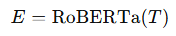 E = RoBERTa(T)